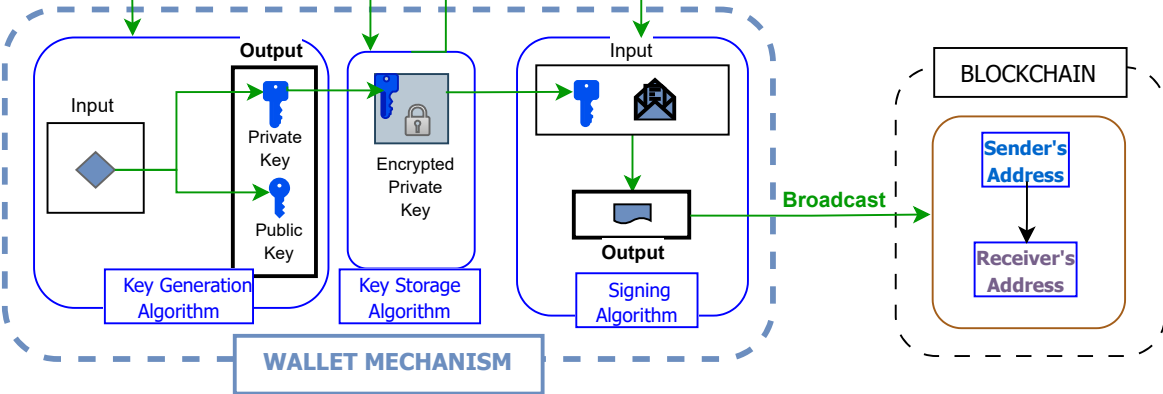 Output
Input
Private
Key
Public
Key
Key Generation
Algorithm
Encrypted
Private
Key
Key Storage
Algorithm
Input
Output
Signing
Algorithm
WALLET MECHANISM
Broadcast
BLOCKCHAIN
Sender's
Address
Receiver's
Address